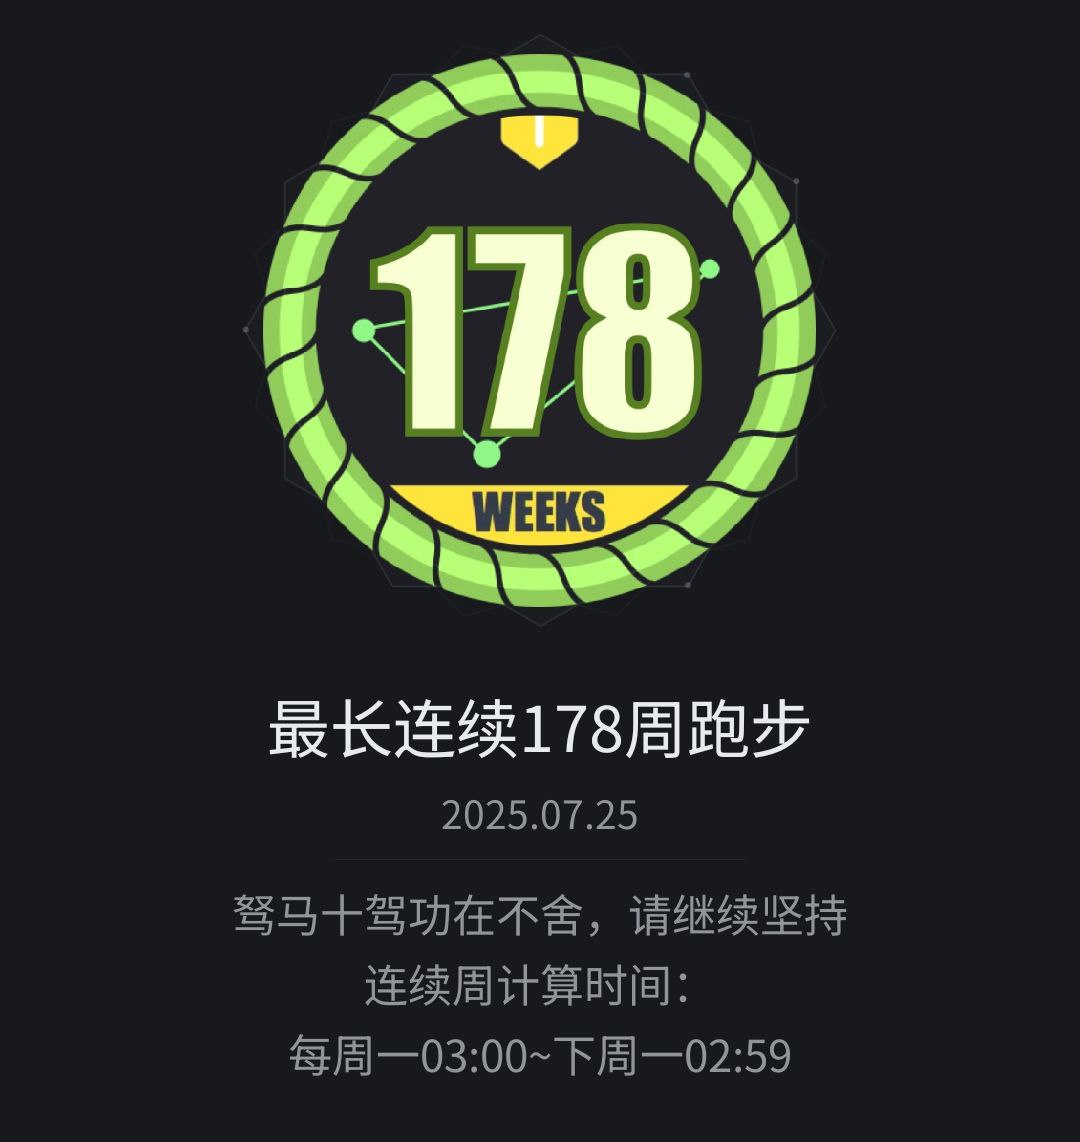 178
WEEKS
最长连续178周跑步
2025.07.25
驽马十驾功在不舍，请继续坚持
连续周计算时间：
每周一03:00~下周一02:59